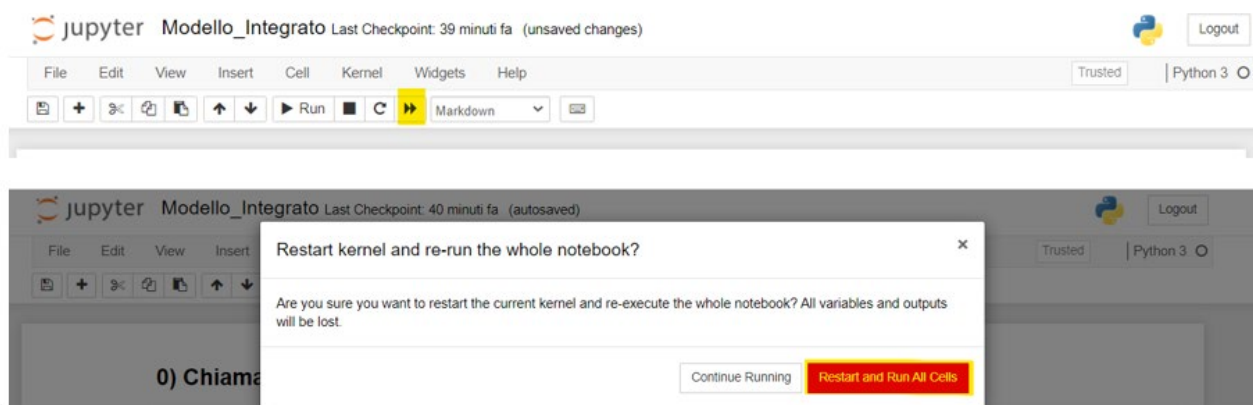 jupyter Modello_Integrato Last Checkpoint: 39 minuti fa (unsaved changes)
Logout
File Edit View Insert Cell Kernel Widgets Help
Trusted Python 3
Run Markdown
jupyter Modello_Integrato Last Checkpoint: 40 minuti fa (autosaved)
Logout
File Edit View Insert
Trusted Python 3
Restart kernel and re-run the whole notebook? ×
Are you sure you want to restart the current kernel and re-execute the whole notebook? All variables and outputs
will be lost.
0) Chiama
Continue Running Restart and Run All Cells